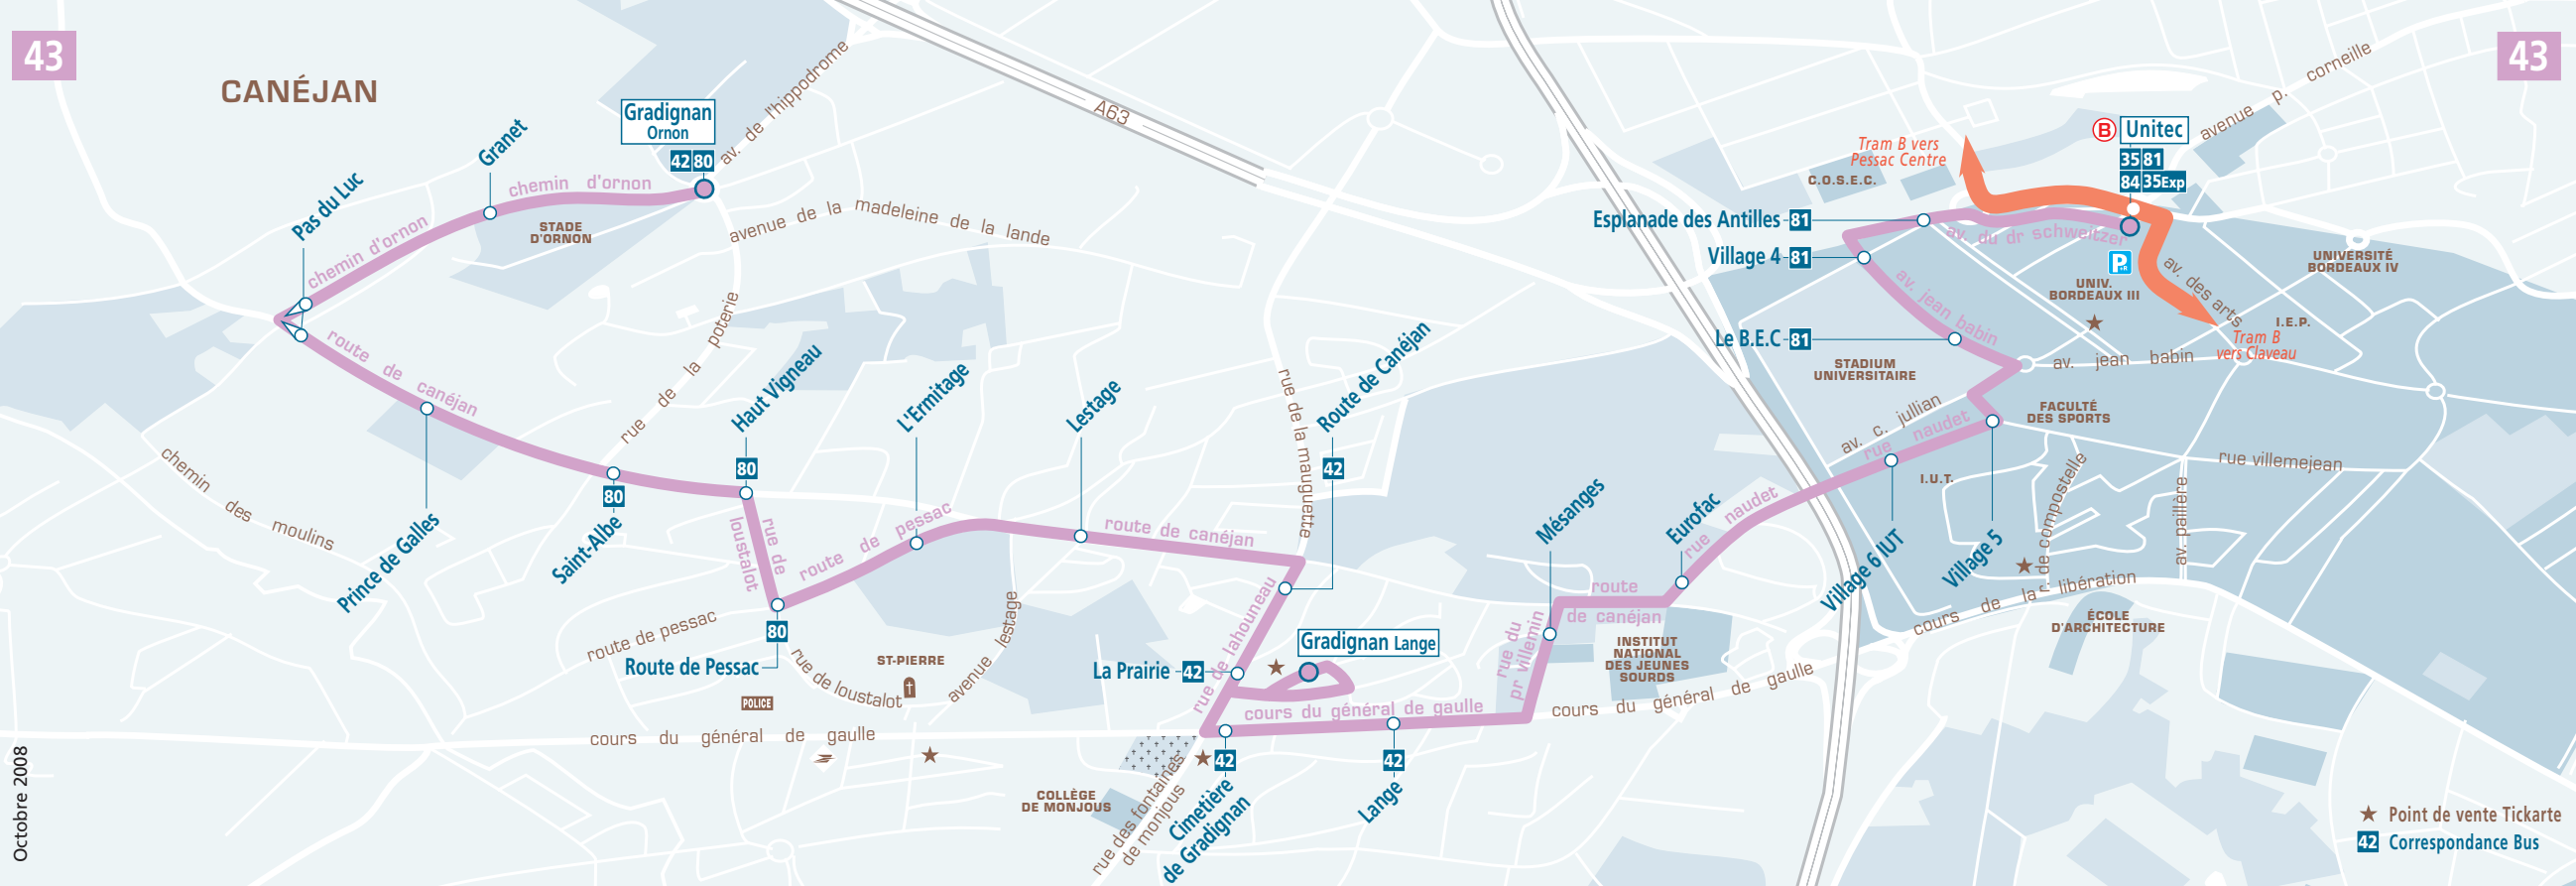 43
43
CANÉJAN
Gradignan
Ornon
42 80
av. de l'hippodrome
A63
Granet
Pas du Luc
chemin d'ornon
chemin d'ornon
STADE
D'ORNON
avenue de la madeleine de la lande
rue de la poterie
route de canéjan
chemin des moulins
Prince de Galles
80
Saint-Albe
Haut Vigneau
80
rue de
loustalot
L'Ermitage
route de pessac
Lestage
route de canéjan
rue de la mauguette
Route de Canéjan
42
route de pessac
80
Route de Pessac
rue de loustalot
ST-PIERRE
avenue lestage
POLICE
cours du général de gaulle
La Prairie 42
rue de lahouneau
Gradignan Lange
cours du général de gaulle
42
Cimetière
de Gradignan
42
Lange
COLLÈGE
DE MONJOUS
rue des fontaines
de monjous
rue du
pr villemin
Mésanges
route
de canéjan
Eurofac
rue naudet
INSTITUT
NATIONAL
DES JEUNES
SOURDS
cours du général de gaulle
Village 6 IUT
Village 5
I.U.T.
rue naudet
av. c. jullian
STADIUM
UNIVERSITAIRE
FACULTÉ
DES SPORTS
Le B.E.C 81
av. jean babin
av. jean babin
Village 4 81
Esplanade des Antilles 81
C.O.S.E.C.
Tram B vers
Pessac Centre
av. du dr schweitzer
B Unitec
35 81
84 35Exp
P+R
avenue p. corneille
UNIVERSITÉ
BORDEAUX IV
UNIV.
BORDEAUX III
av. des arts
I.E.P.
Tram B
vers Claveau
rue villemejean
r. de compostelle
av. paillère
cours de la libération
ÉCOLE
D'ARCHITECTURE
Octobre 2008
Point de vente Tickarte
42 Correspondance Bus